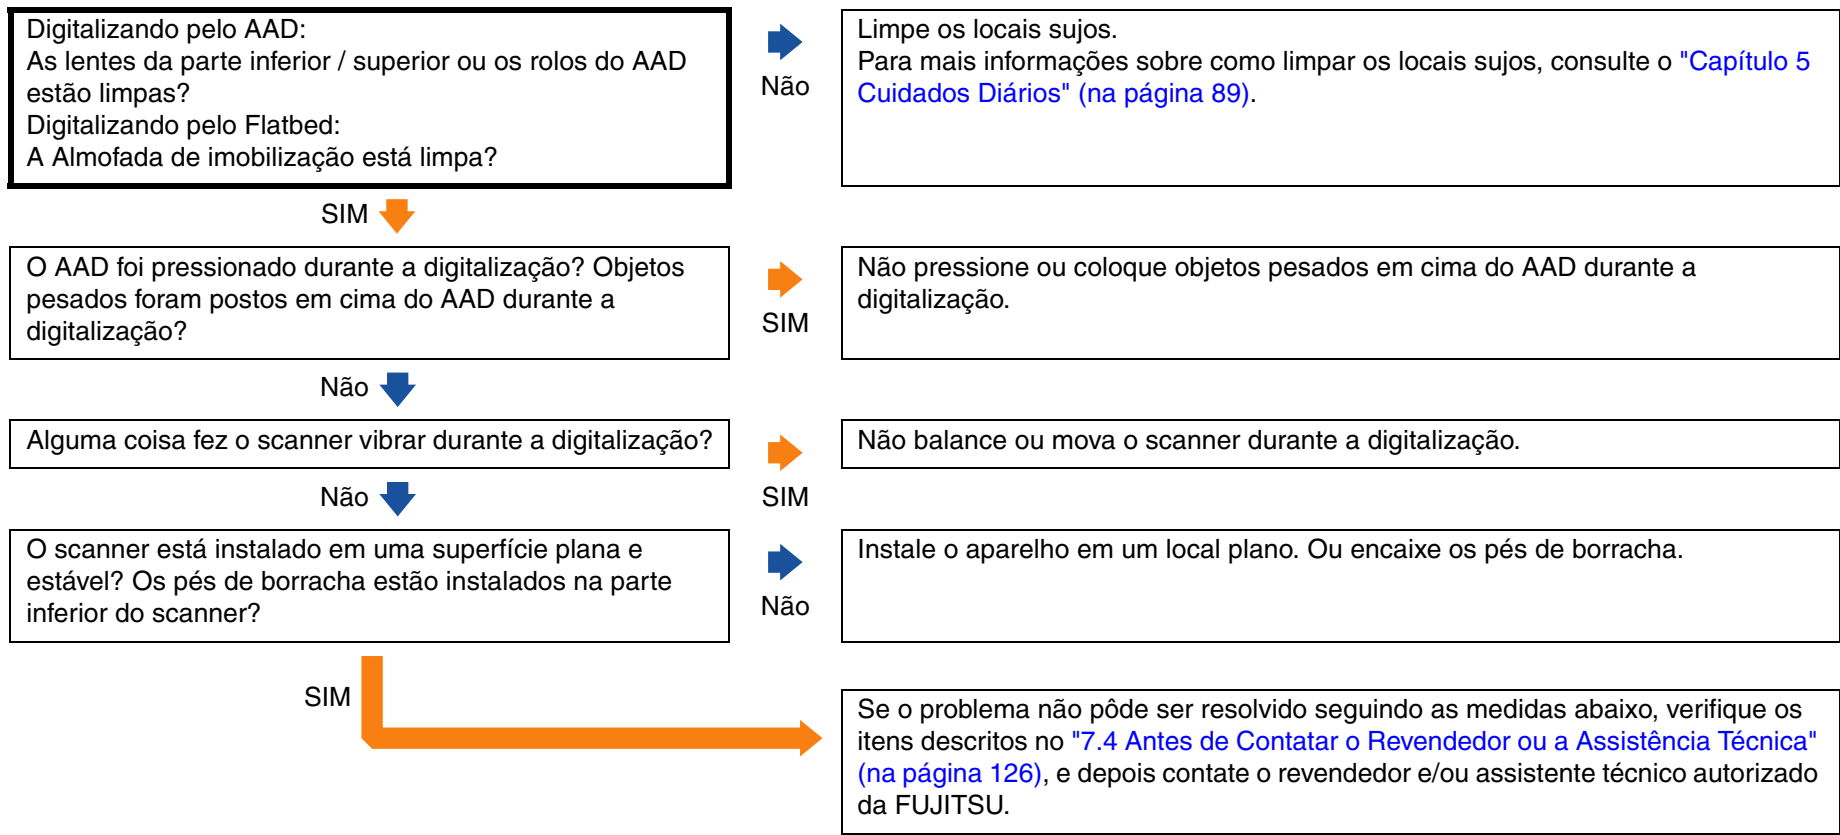 Digitalizando pelo AAD:
As lentes da parte inferior / superior ou os rolos do AAD
estão limpas?
Digitalizando pelo Flatbed:
A Almofada de imobilização está limpa?
Não
Limpe os locais sujos.
Para mais informações sobre como limpar os locais sujos, consulte o "Capítulo 5
Cuidados Diários" (na página 89).
SIM
O AAD foi pressionado durante a digitalização? Objetos
pesados foram postos em cima do AAD durante a
digitalização?
SIM
Não pressione ou coloque objetos pesados em cima do AAD durante a
digitalização.
Não
Alguma coisa fez o scanner vibrar durante a digitalização?
SIM
Não balance ou mova o scanner durante a digitalização.
Não
O scanner está instalado em uma superfície plana e
estável? Os pés de borracha estão instalados na parte
inferior do scanner?
Não
Instale o aparelho em um local plano. Ou encaixe os pés de borracha.
SIM
Se o problema não pôde ser resolvido seguindo as medidas abaixo, verifique os
itens descritos no "7.4 Antes de Contatar o Revendedor ou a Assistência Técnica"
(na página 126), e depois contate o revendedor e/ou assistente técnico autorizado
da FUJITSU.